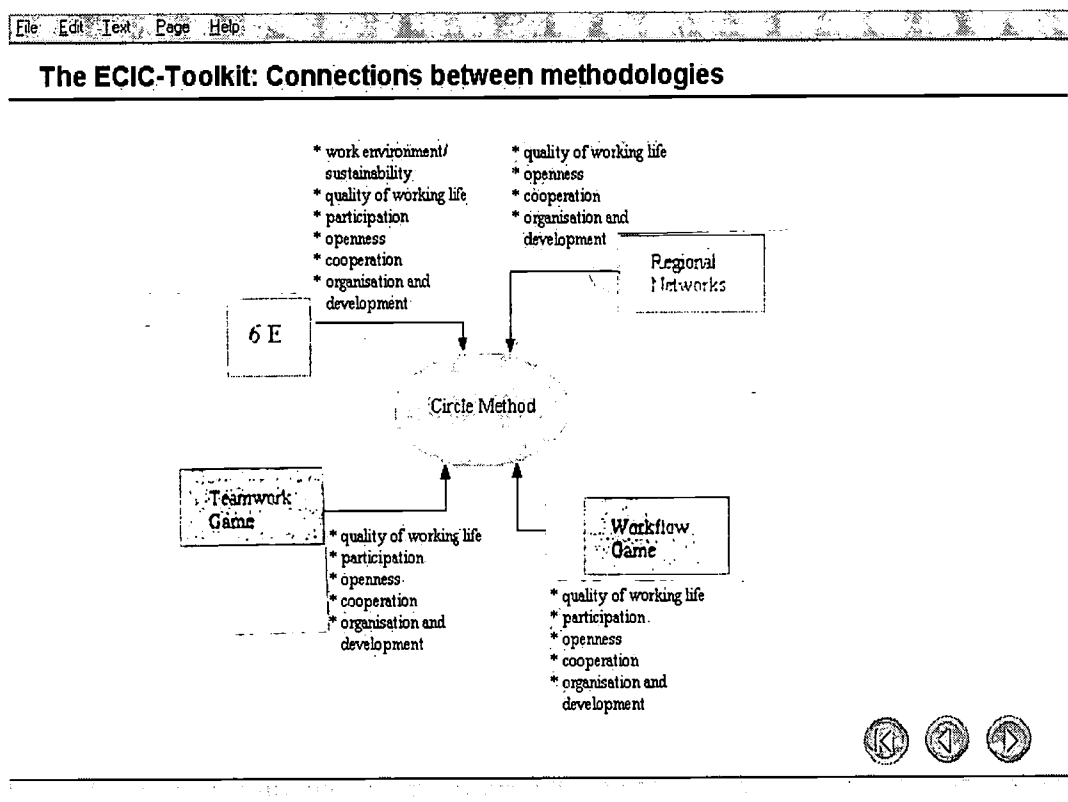 File Edit Text Page Help
The ECIC-Toolkit: Connections between methodologies
* work environment/
sustainability
* quality of working life
* participation
* openness
* cooperation
* organisation and
development
* quality of working life
* openness
* cooperation
* organisation and
development
Regional
Networks
6 E
Circle Method
Teamwork
Game
* quality of working life
* participation
* openness
* cooperation
* organisation and
development
Workflow
Game
* quality of working life
* participation
* openness
* cooperation
* organisation and
development